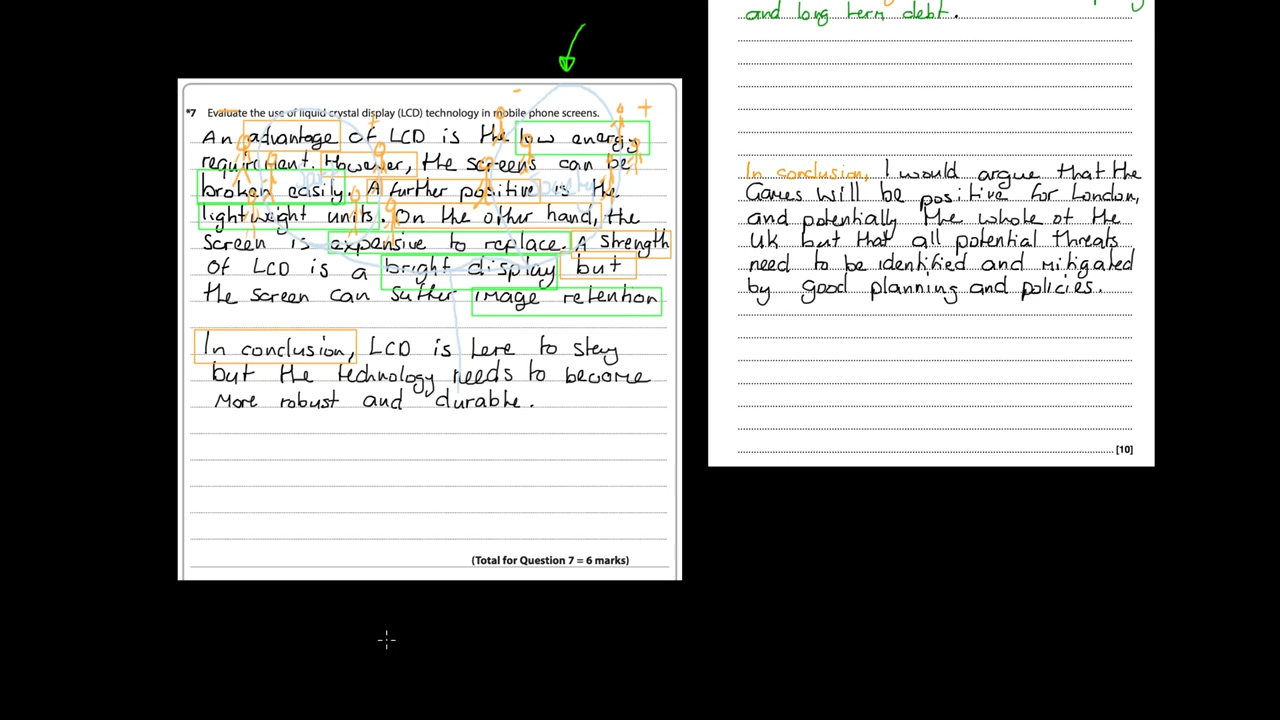 *7 Evaluate the use of liquid crystal display (LCD) technology in mobile phone screens.
An advantage of LCD is the low energy
requirement. However, the screens can be
broken easily. A further positive is the
lightweight units. On the other hand, the
screen is expensive to replace. A strength
of LCD is a bright display but
the screen can suffer image retention
In conclusion, LCD is here to stay
but the technology needs to become
more robust and durable.
(Total for Question 7 = 6 marks)
and long term debt.
In conclusion, I would argue that the
Games will be positive for London,
and potentially the whole of the
UK but that all potential threats
need to be identified and mitigated
by good planning and policies.
[10]